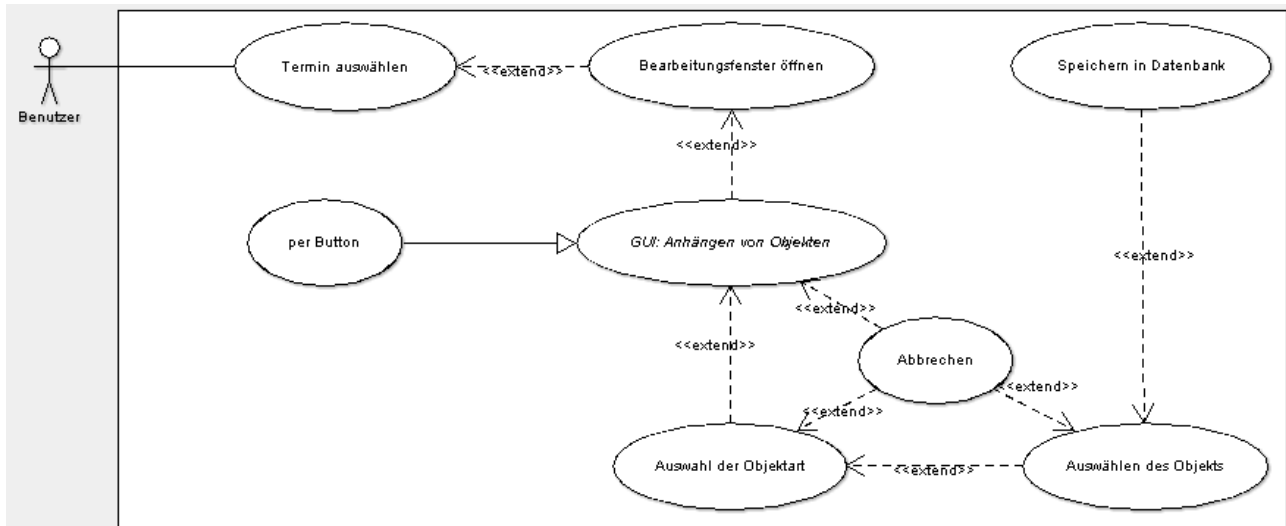 Termin auswählen
Bearbeitungsfenster öffnen
Speichern in Datenbank
<<extend>>
Benutzer
<<extend>>
per Button
GUI: Anhängen von Objekten
<<extend>>
<<extend>>
<<extend>>
Abbrechen
<<extend>>
<<extend>>
Auswahl der Objektart
Auswählen des Objekts
<<extend>>